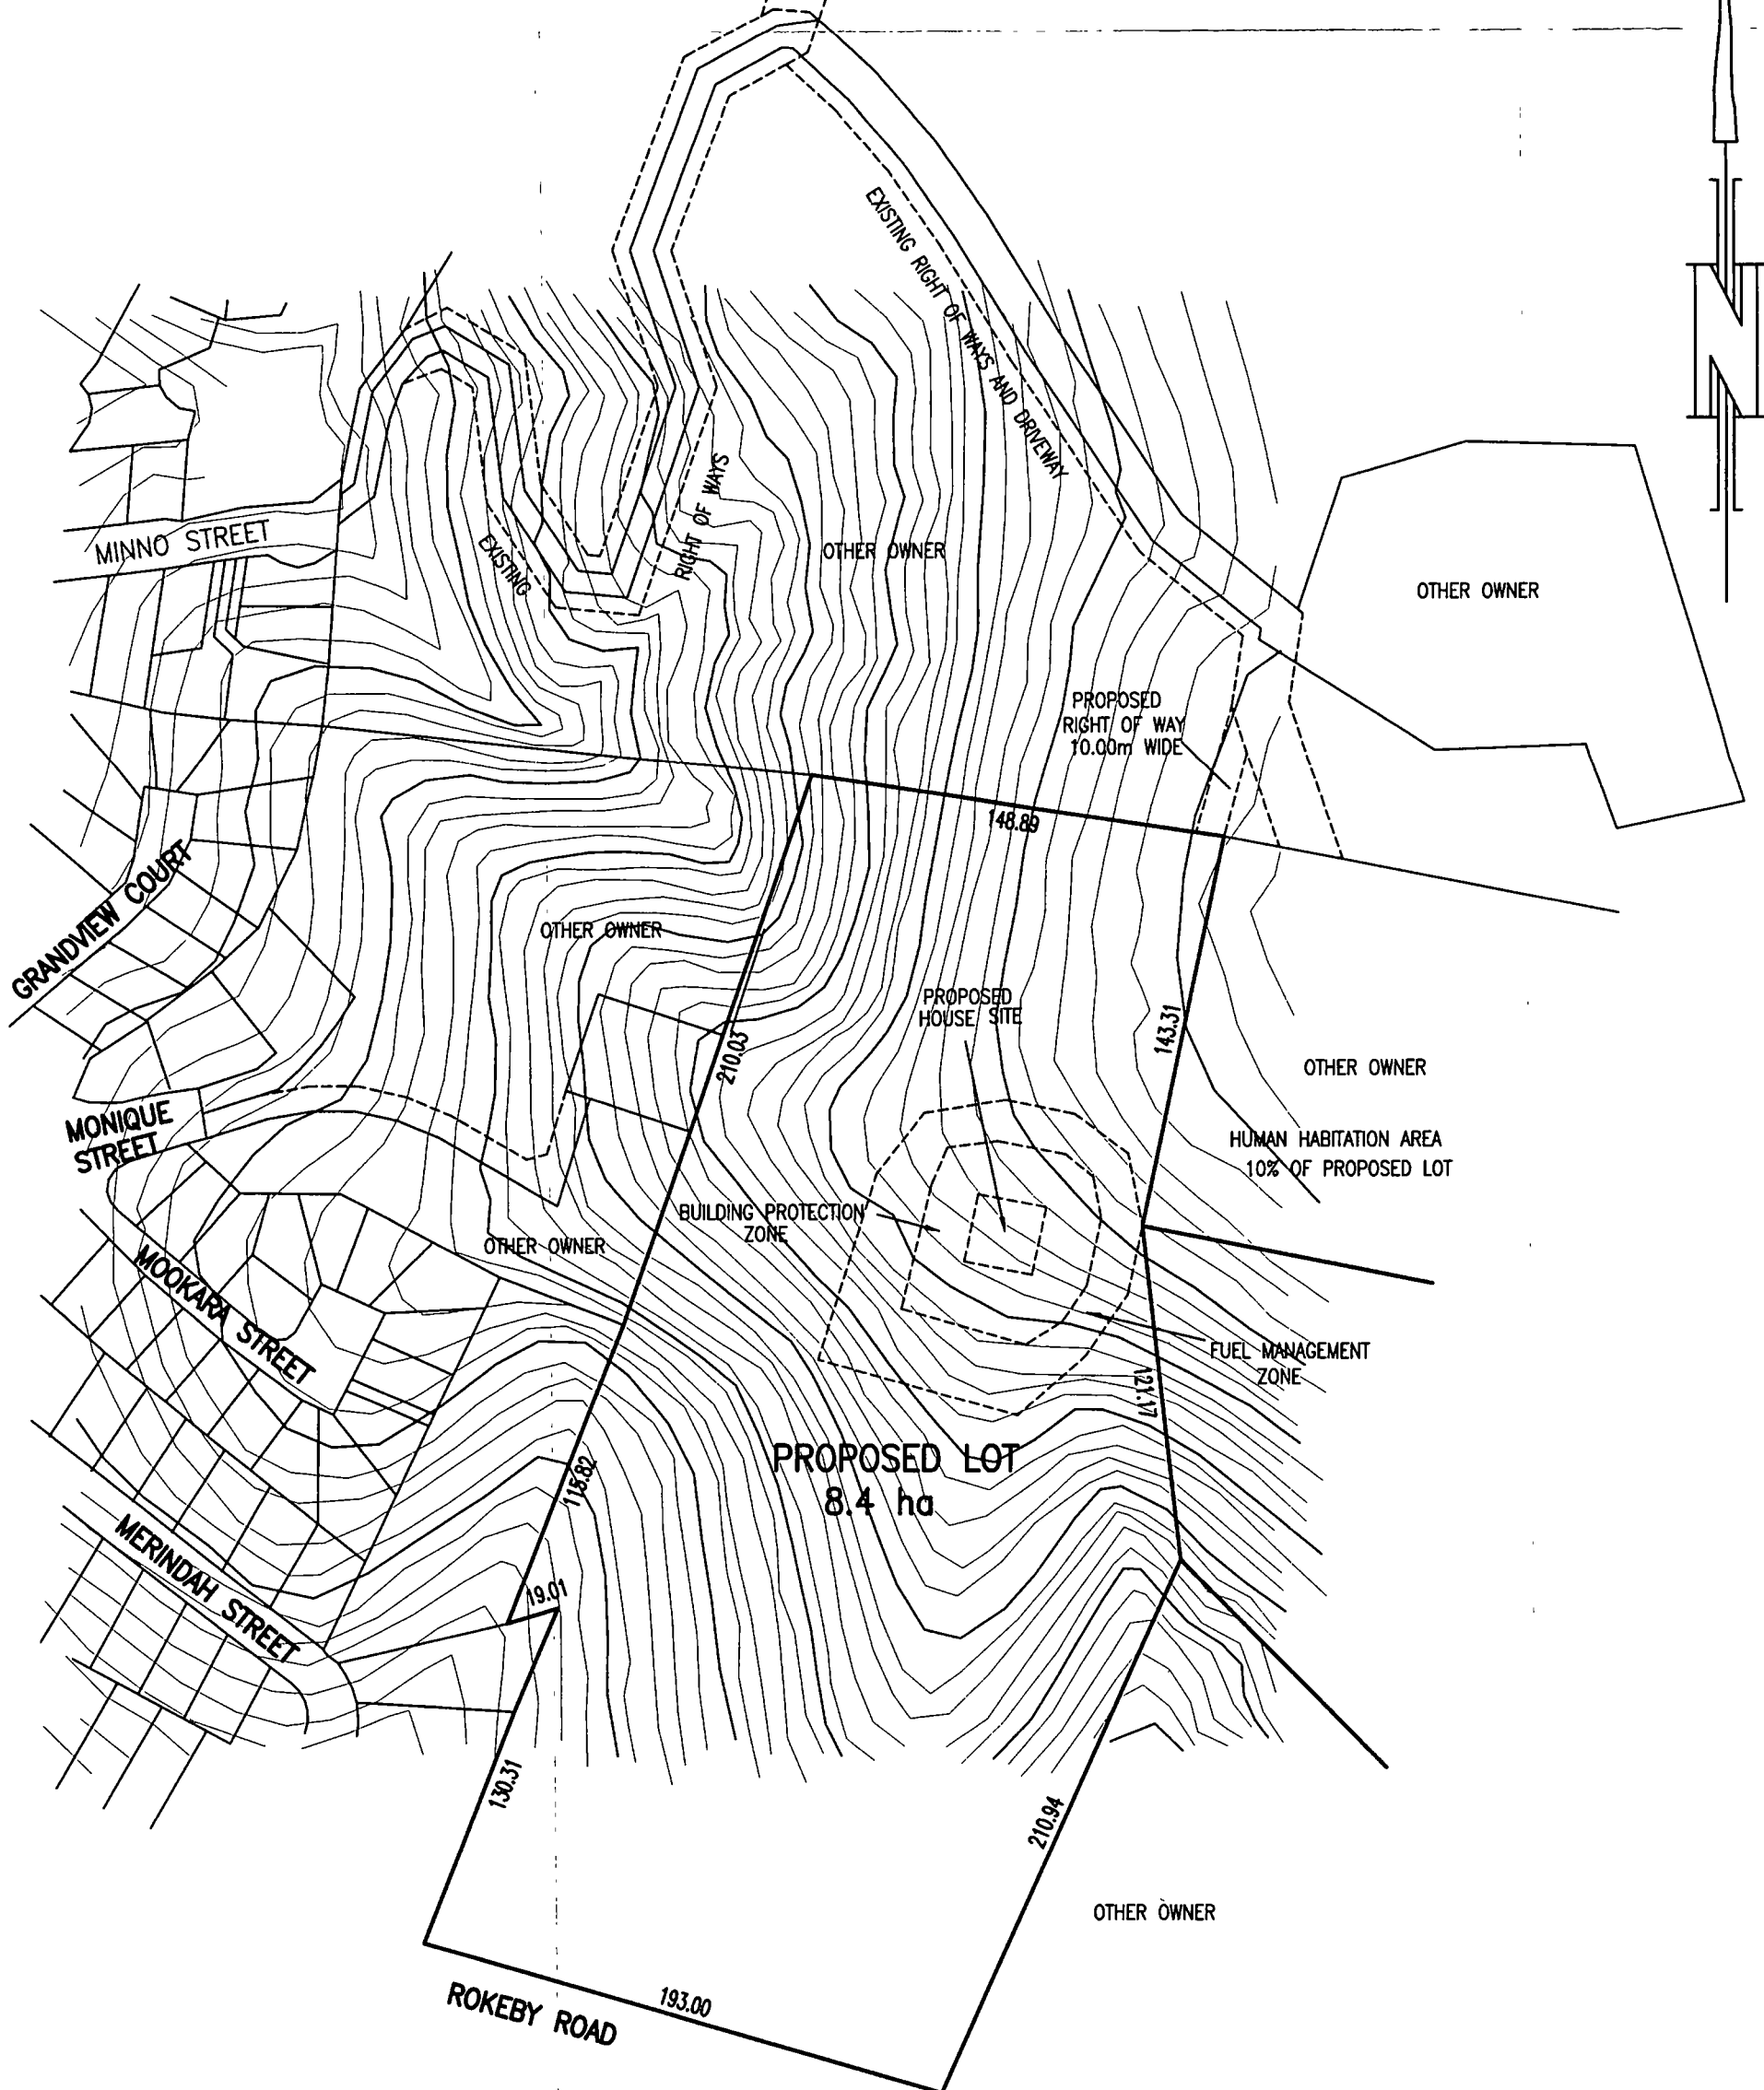 N
EXISTING RIGHT OF WAYS AND DRIVEWAY
MINNO STREET
EXISTING
RIGHT OF WAYS
OTHER OWNER
OTHER OWNER
PROPOSED
RIGHT OF WAY
10.00m WIDE
148.89
GRANDVIEW COURT
OTHER OWNER
PROPOSED
HOUSE SITE
210.03
143.31
OTHER OWNER
MONIQUE
STREET
HUMAN HABITATION AREA
10% OF PROPOSED LOT
BUILDING PROTECTION
ZONE
OTHER OWNER
MOOKARA STREET
FUEL MANAGEMENT
ZONE
121.17
PROPOSED LOT
8.4 ha
115.82
MERINDAH STREET
19.01
130.31
210.94
OTHER OWNER
193.00
ROKEBY ROAD